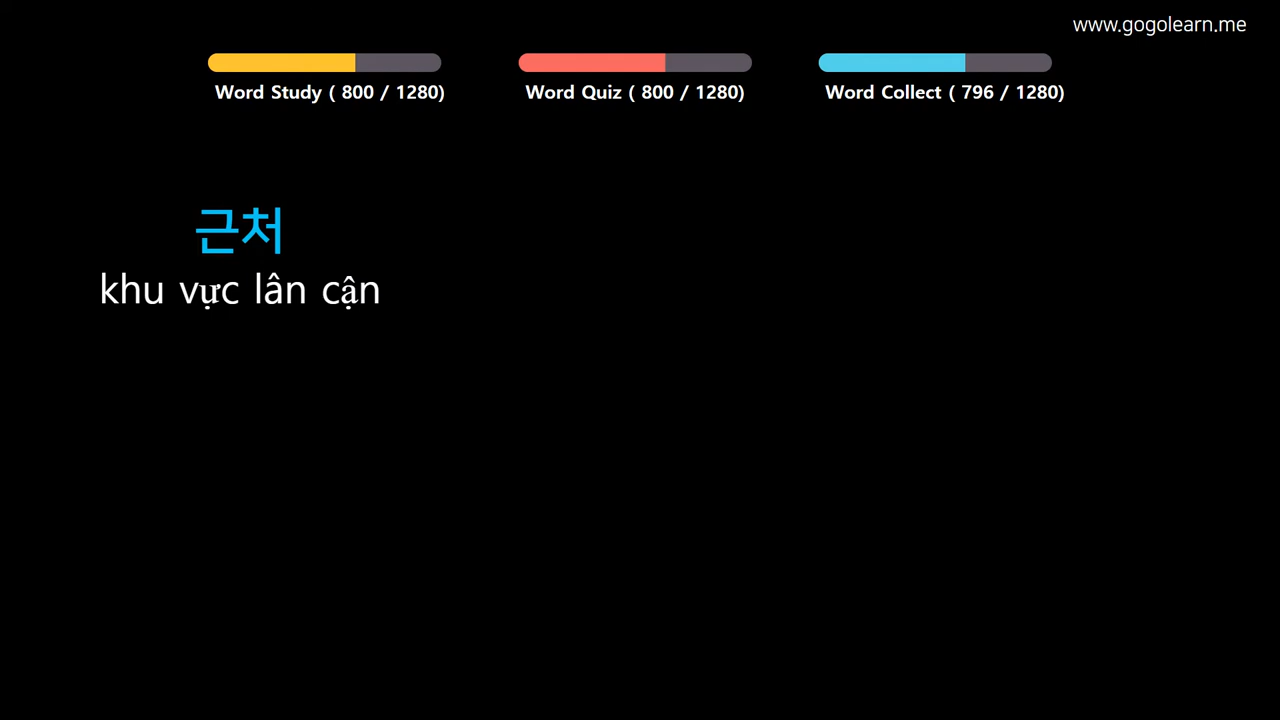 www.gogolearn.me
Word Study ( 800 / 1280)
Word Quiz ( 800 / 1280)
Word Collect ( 796 / 1280)
근처
khu vực lân cận